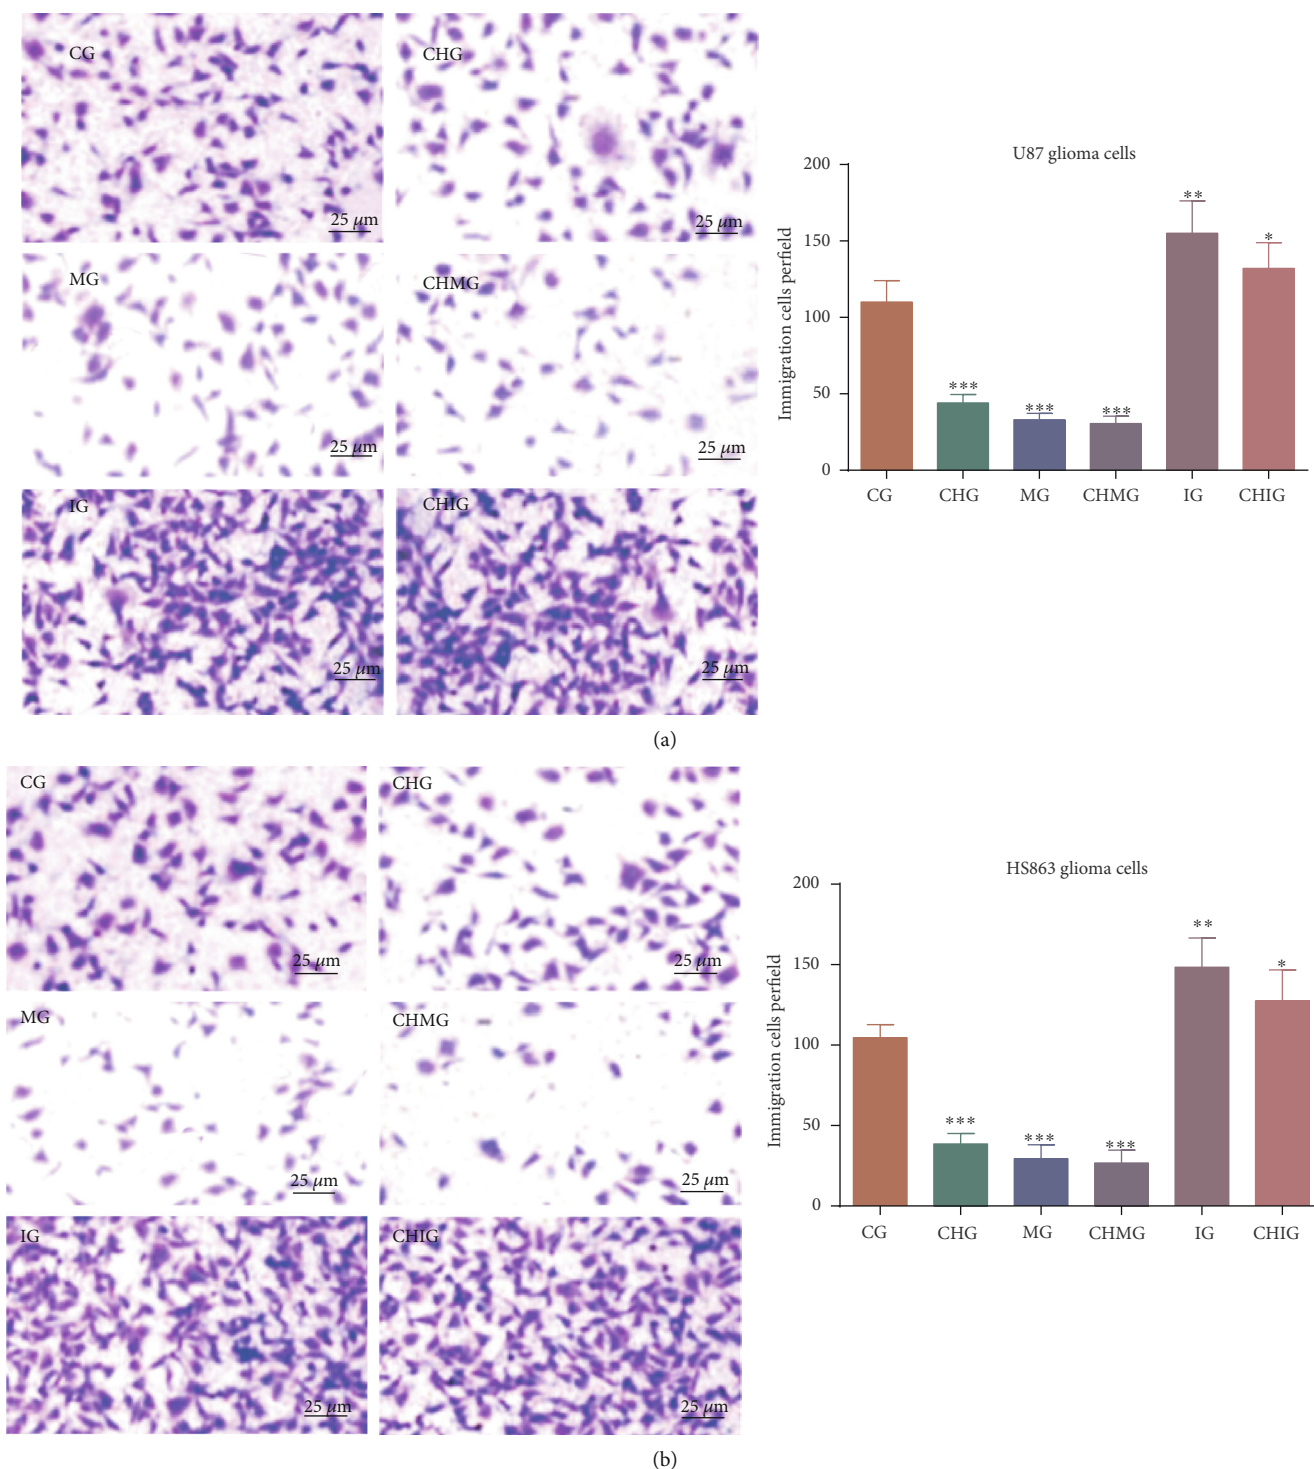 CG
CHG
25 μm
25 μm
MG
CHMG
25 μm
25 μm
IG
CHIG
25 μm
25 μm
U87 glioma cells
Immigration cells perfield
200
150
100
50
0
**
*
***
***
***
CG
CHG
MG
CHMG
IG
CHIG
(a)
CG
CHG
25 μm
25 μm
MG
CHMG
25 μm
25 μm
IG
CHIG
25 μm
25 μm
HS863 glioma cells
Immigration cells perfield
200
150
100
50
0
**
*
***
***
***
CG
CHG
MG
CHMG
IG
CHIG
(b)